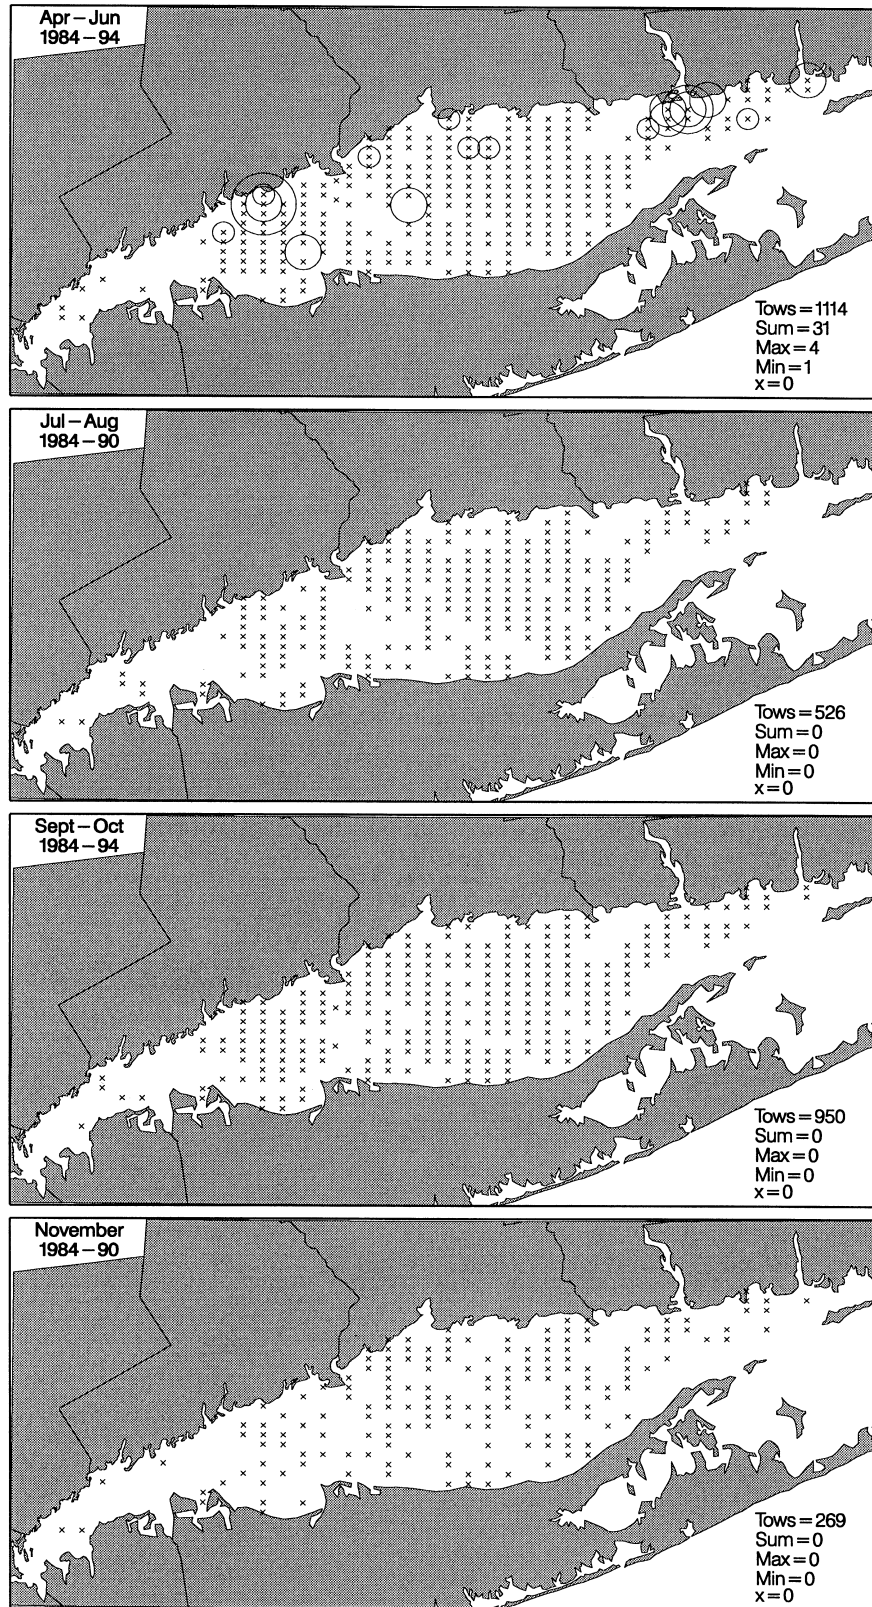 Apr–Jun
1984–94
Tows=1114
Sum=31
Max=4
Min=1
x=0
Jul–Aug
1984–90
Tows=526
Sum=0
Max=0
Min=0
x=0
Sept–Oct
1984–94
Tows=950
Sum=0
Max=0
Min=0
x=0
November
1984–90
Tows=269
Sum=0
Max=0
Min=0
x=0